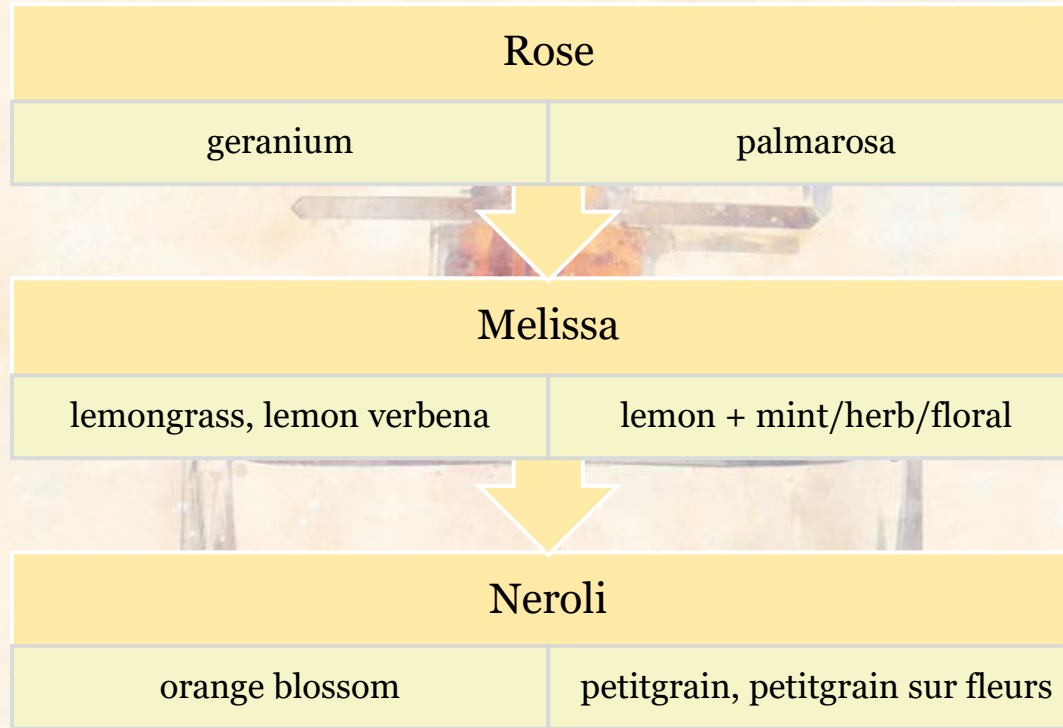 Rose
geranium
palmarosa
Melissa
lemongrass, lemon verbena
lemon + mint/herb/floral
Neroli
orange blossom
petitgrain, petitgrain sur fleurs